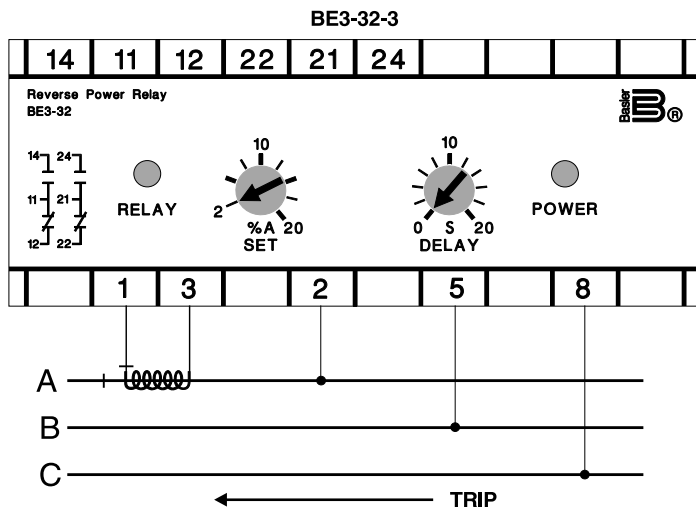 BE3-32-3
14 11 12 22 21 24
Reverse Power Relay
BE3-32
Basler B ®
14 24
11 21
12 22
RELAY
10
2
20
%A
SET
10
0 S 20
DELAY
POWER
1 3 2 5 8
A
B
C
TRIP